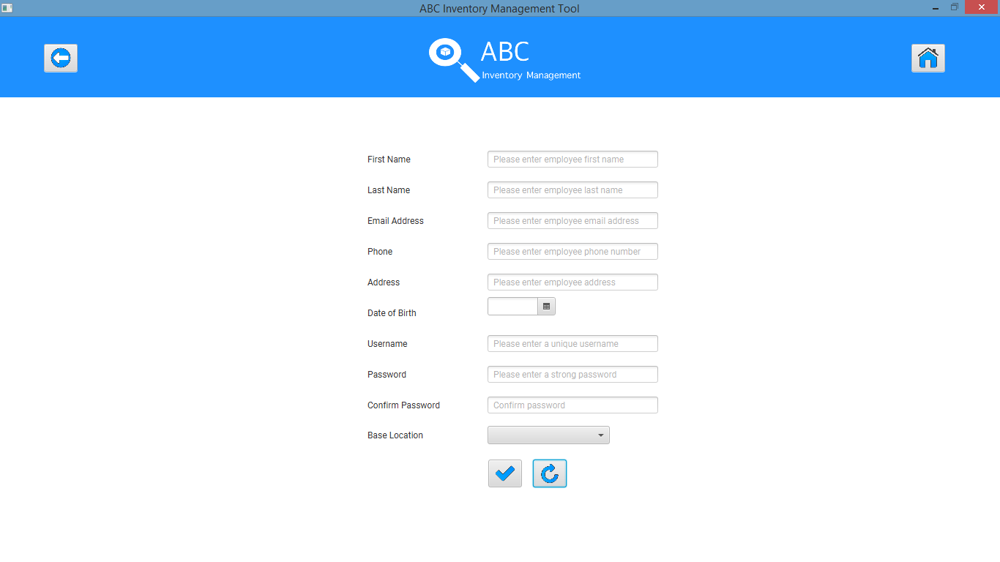 ABC Inventory Management Tool
ABC
Inventory Management
First Name Please enter employee first name
Last Name Please enter employee last name
Email Address Please enter employee email address
Phone Please enter employee phone number
Address Please enter employee address
Date of Birth
Username Please enter a unique username
Password Please enter a strong password
Confirm Password Confirm password
Base Location